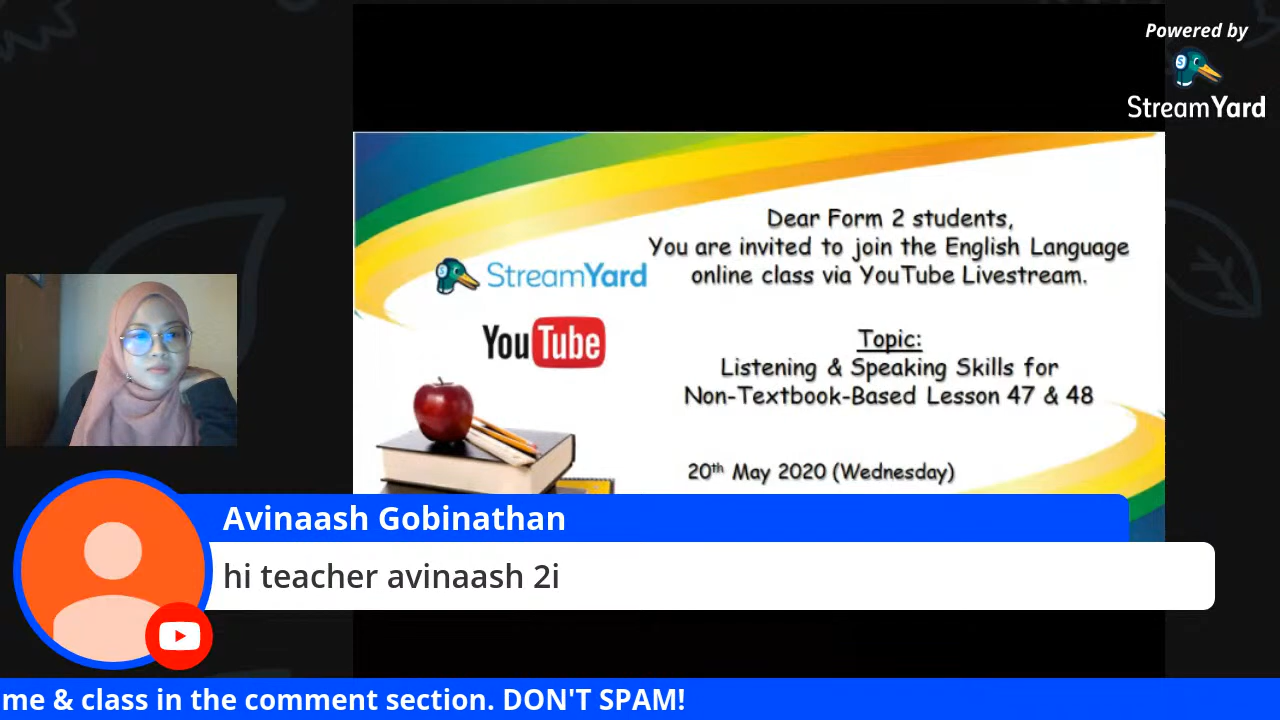 Powered by
StreamYard
Dear Form 2 students,
You are invited to join the English Language
online class via YouTube Livestream.
StreamYard
YouTube
Topic:
Listening & Speaking Skills for
Non-Textbook-Based Lesson 47 & 48
20th May 2020 (Wednesday)
Avinaash Gobinathan
hi teacher avinaash 2i
me & class in the comment section. DON'T SPAM!